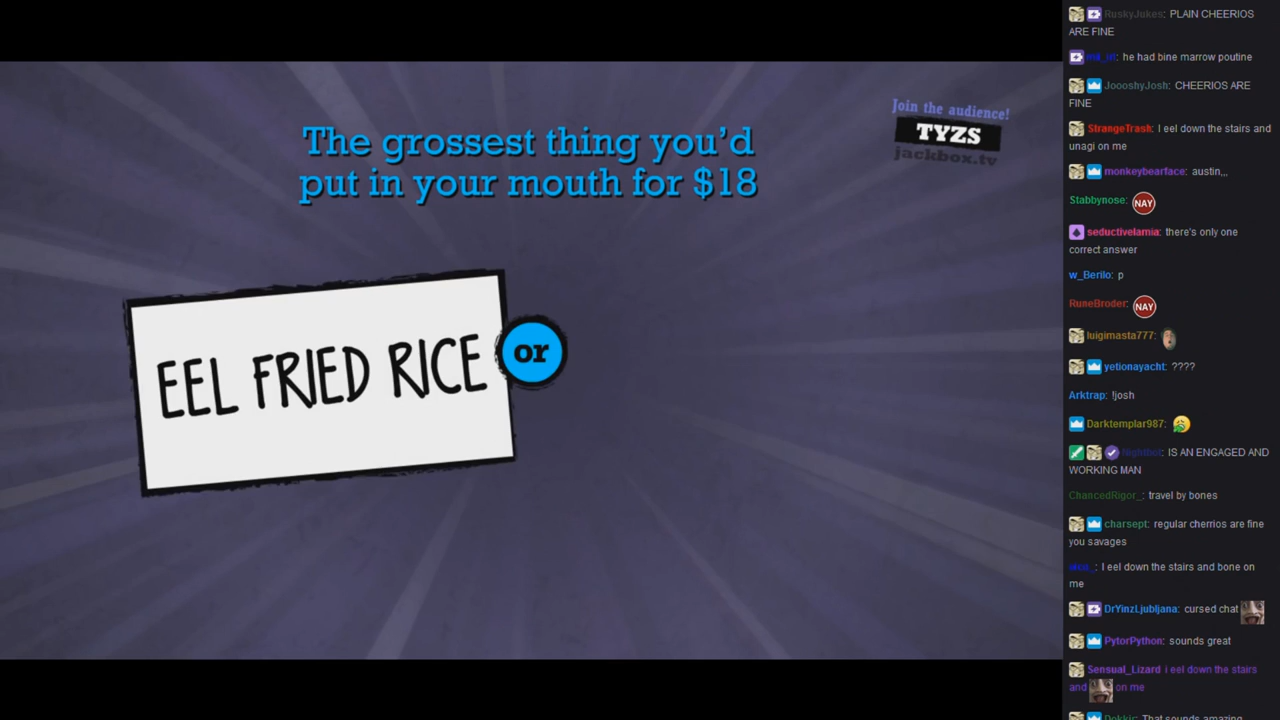 The grossest thing you'd
put in your mouth for $18
Join the audience!
TYZS
jackbox.tv
EEL FRIED RICE
or
RuskyJukes: PLAIN CHEERIOS
ARE FINE
he had bine marrow poutine
JoooshyJosh: CHEERIOS ARE
FINE
StrangeTrash: I eel down the stairs and
unagi on me
monkeybearface: austin,,,
Stabbynose: NAY
seductivelamia: there's only one
correct answer
w_Berilo: p
RuneBroder: NAY
luigimasta777:
yetionayacht: ????
Arktrap: !josh
Darktemplar987:
Nightbot: IS AN ENGAGED AND
WORKING MAN
ChancedRigor_: travel by bones
charsept: regular cherrios are fine
you savages
I eel down the stairs and bone on
me
DrYinzLjubljana: cursed chat
PytorPython: sounds great
Sensual_Lizard i eel down the stairs
and on me
Dokkir: That sounds amazing